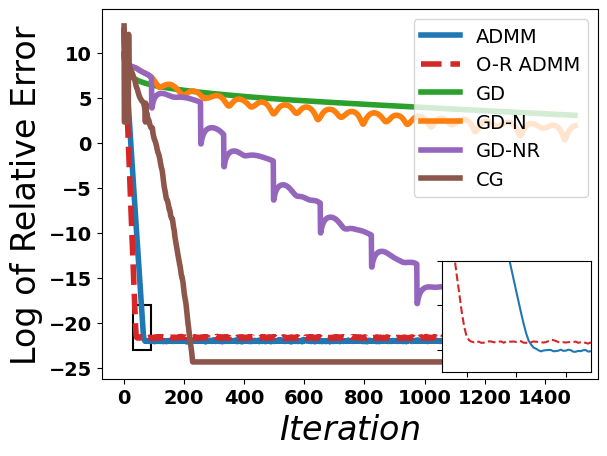 Log of Relative Error
10
5
0
−5
−10
−15
−20
−25
ADMM
O-R ADMM
GD
GD-N
GD-NR
CG
0 200 400 600 800 1000 1200 1400
Iteration